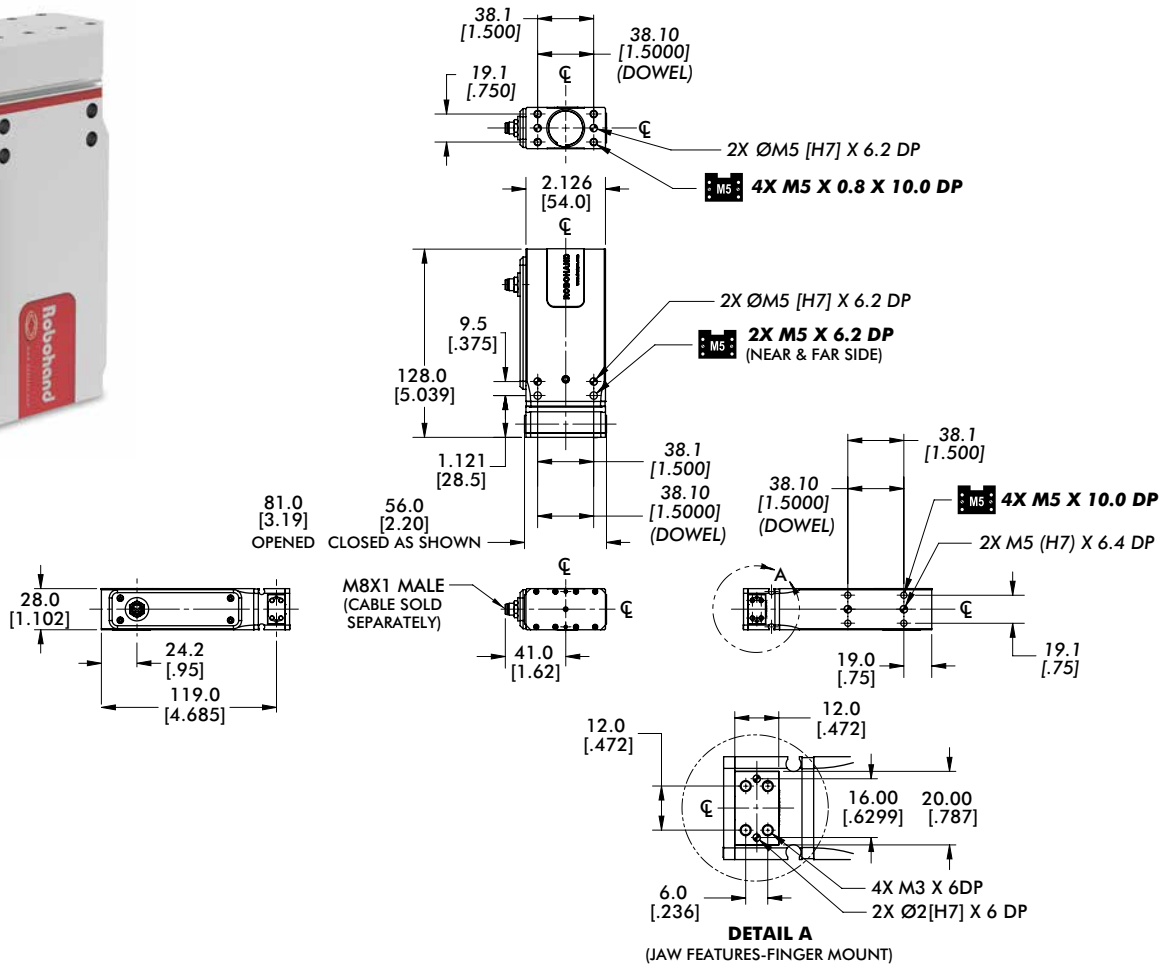 38.1
[1.500]
38.10
[1.5000]
(DOWEL)
19.1
[.750]
℄
℄
2X ØM5 [H7] X 6.2 DP
M5
4X M5 X 0.8 X 10.0 DP
2.126
[54.0]
℄
ROBOHAND
2X ØM5 [H7] X 6.2 DP
9.5
[.375]
M5
2X M5 X 6.2 DP
(NEAR & FAR SIDE)
128.0
[5.039]
1.121
[28.5]
38.1
[1.500]
38.10
[1.5000]
(DOWEL)
81.0
[3.19]
OPENED
56.0
[2.20]
CLOSED AS SHOWN
38.1
[1.500]
38.10
[1.5000]
(DOWEL)
M5
4X M5 X 10.0 DP
2X M5 (H7) X 6.4 DP
28.0
[1.102]
24.2
[.95]
119.0
[4.685]
M8X1 MALE
(CABLE SOLD
SEPARATELY)
℄
℄
41.0
[1.62]
A
℄
19.0
[.75]
19.1
[.75]
12.0
[.472]
12.0
[.472]
℄
16.00
[.6299]
20.00
[.787]
6.0
[.236]
4X M3 X 6DP
2X Ø2[H7] X 6 DP
DETAIL A
(JAW FEATURES-FINGER MOUNT)
Robohand